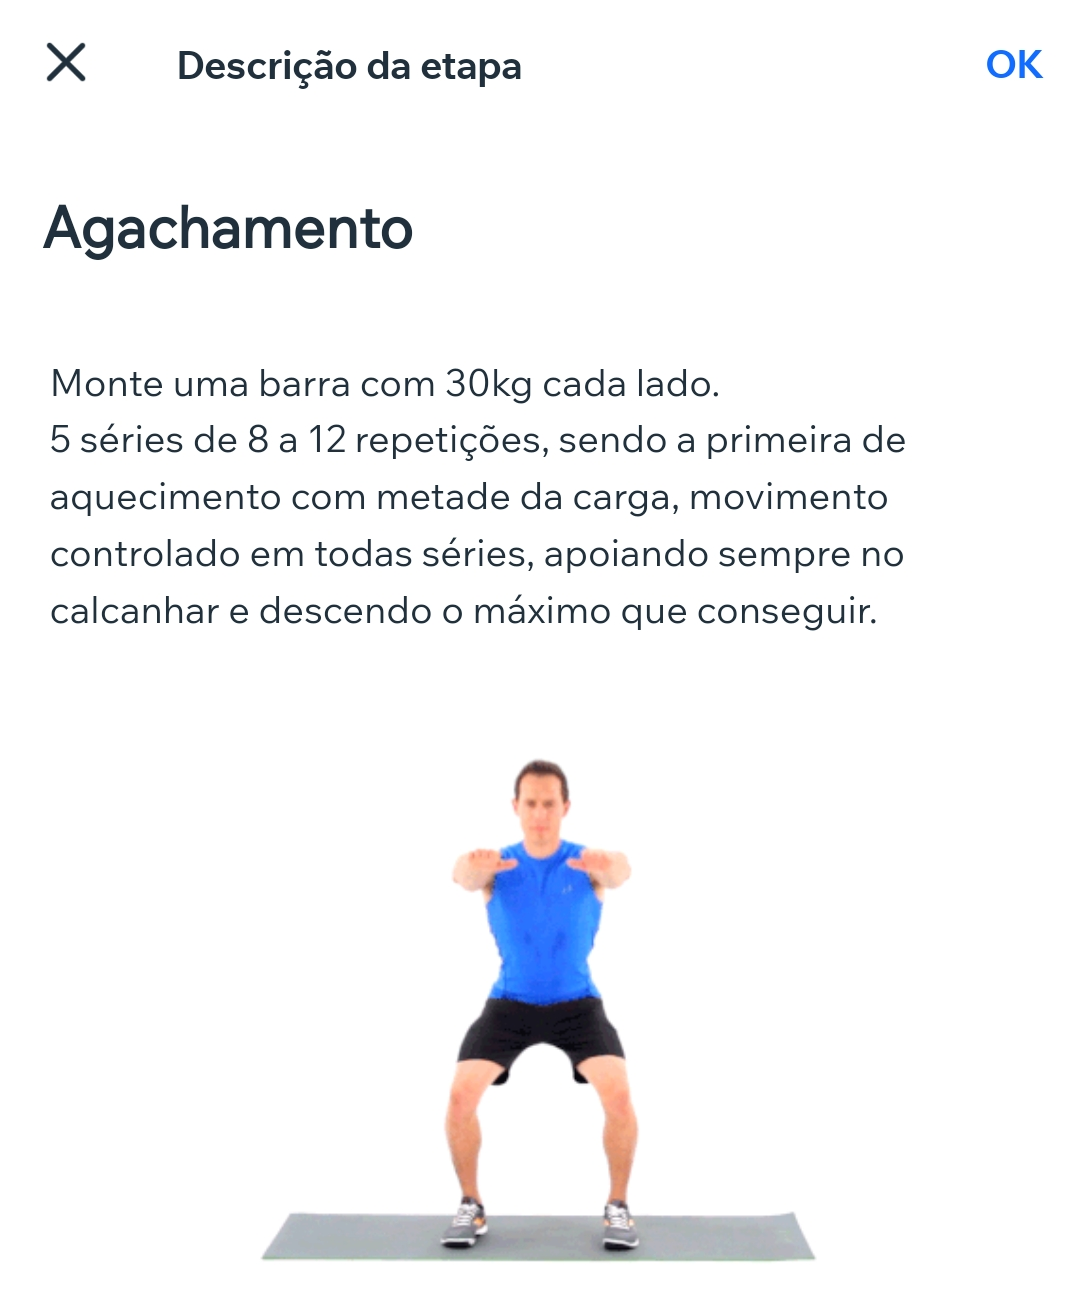 Descrição da etapa
OK
Agachamento
Monte uma barra com 30kg cada lado.
5 séries de 8 a 12 repetições, sendo a primeira de
aquecimento com metade da carga, movimento
controlado em todas séries, apoiando sempre no
calcanhar e descendo o máximo que conseguir.